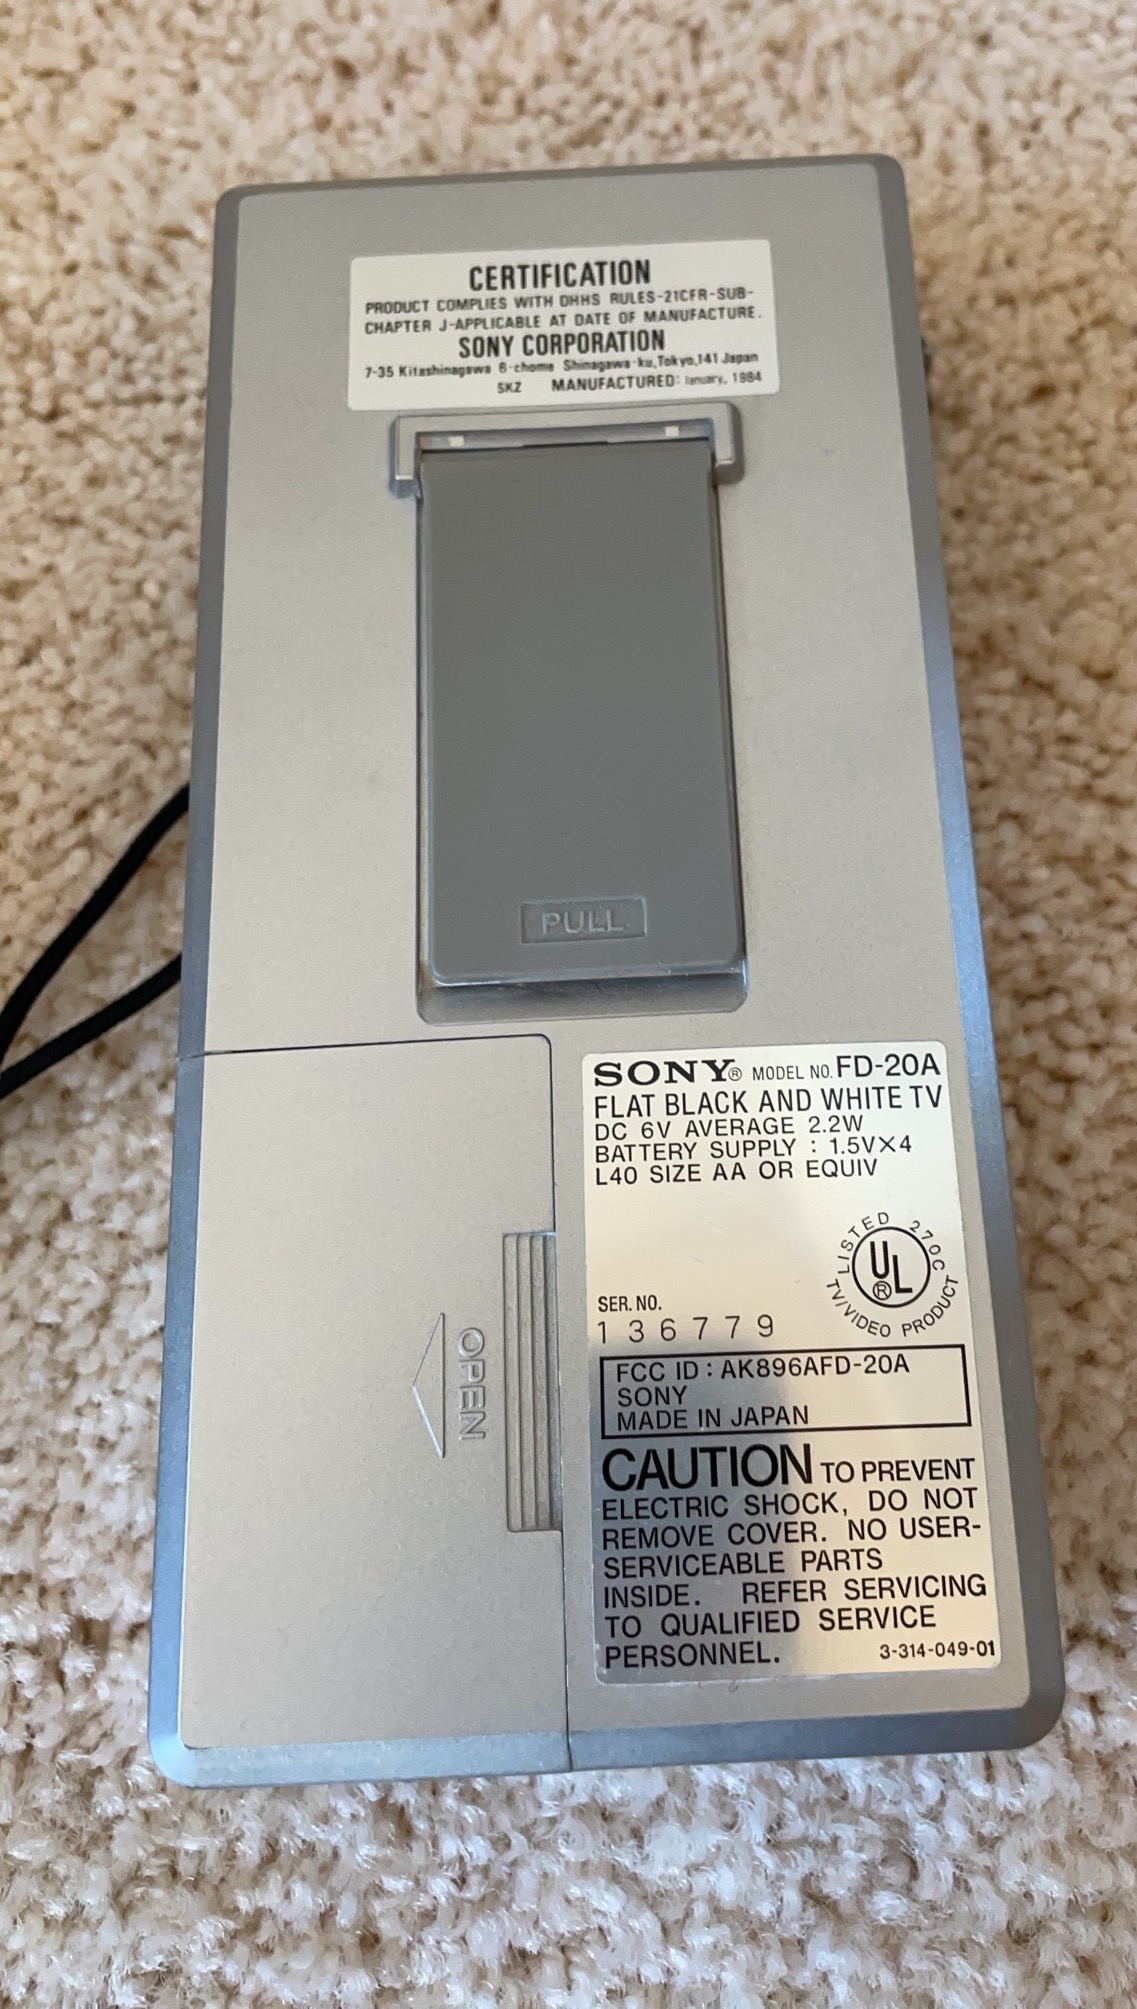 CERTIFICATION
PRODUCT COMPLIES WITH DHHS RULES-21CFR-SUB-
CHAPTER J-APPLICABLE AT DATE OF MANUFACTURE.
SONY CORPORATION
7-35 Kitashinagawa 6-chome Shinagawa-ku,Tokyo,141 Japan
SKZ MANUFACTURED: January, 1984
PULL
OPEN
SONY® MODEL NO. FD-20A
FLAT BLACK AND WHITE TV
DC 6V AVERAGE 2.2W
BATTERY SUPPLY : 1.5V×4
L40 SIZE AA OR EQUIV
LISTED 270C
UL®
TV/VIDEO PRODUCT
SER. NO.
136779
FCC ID : AK896AFD-20A
SONY
MADE IN JAPAN
CAUTION TO PREVENT
ELECTRIC SHOCK, DO NOT
REMOVE COVER. NO USER-
SERVICEABLE PARTS
INSIDE. REFER SERVICING
TO QUALIFIED SERVICE
PERSONNEL. 3-314-049-01